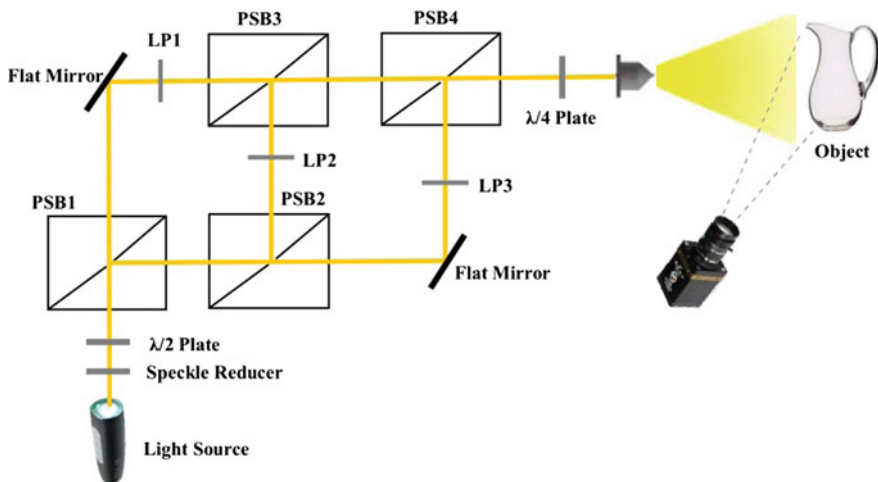 PSB3
PSB4
LP1
Flat Mirror
λ/4 Plate
Object
LP2
LP3
PSB1
PSB2
Flat Mirror
λ/2 Plate
Speckle Reducer
Light Source